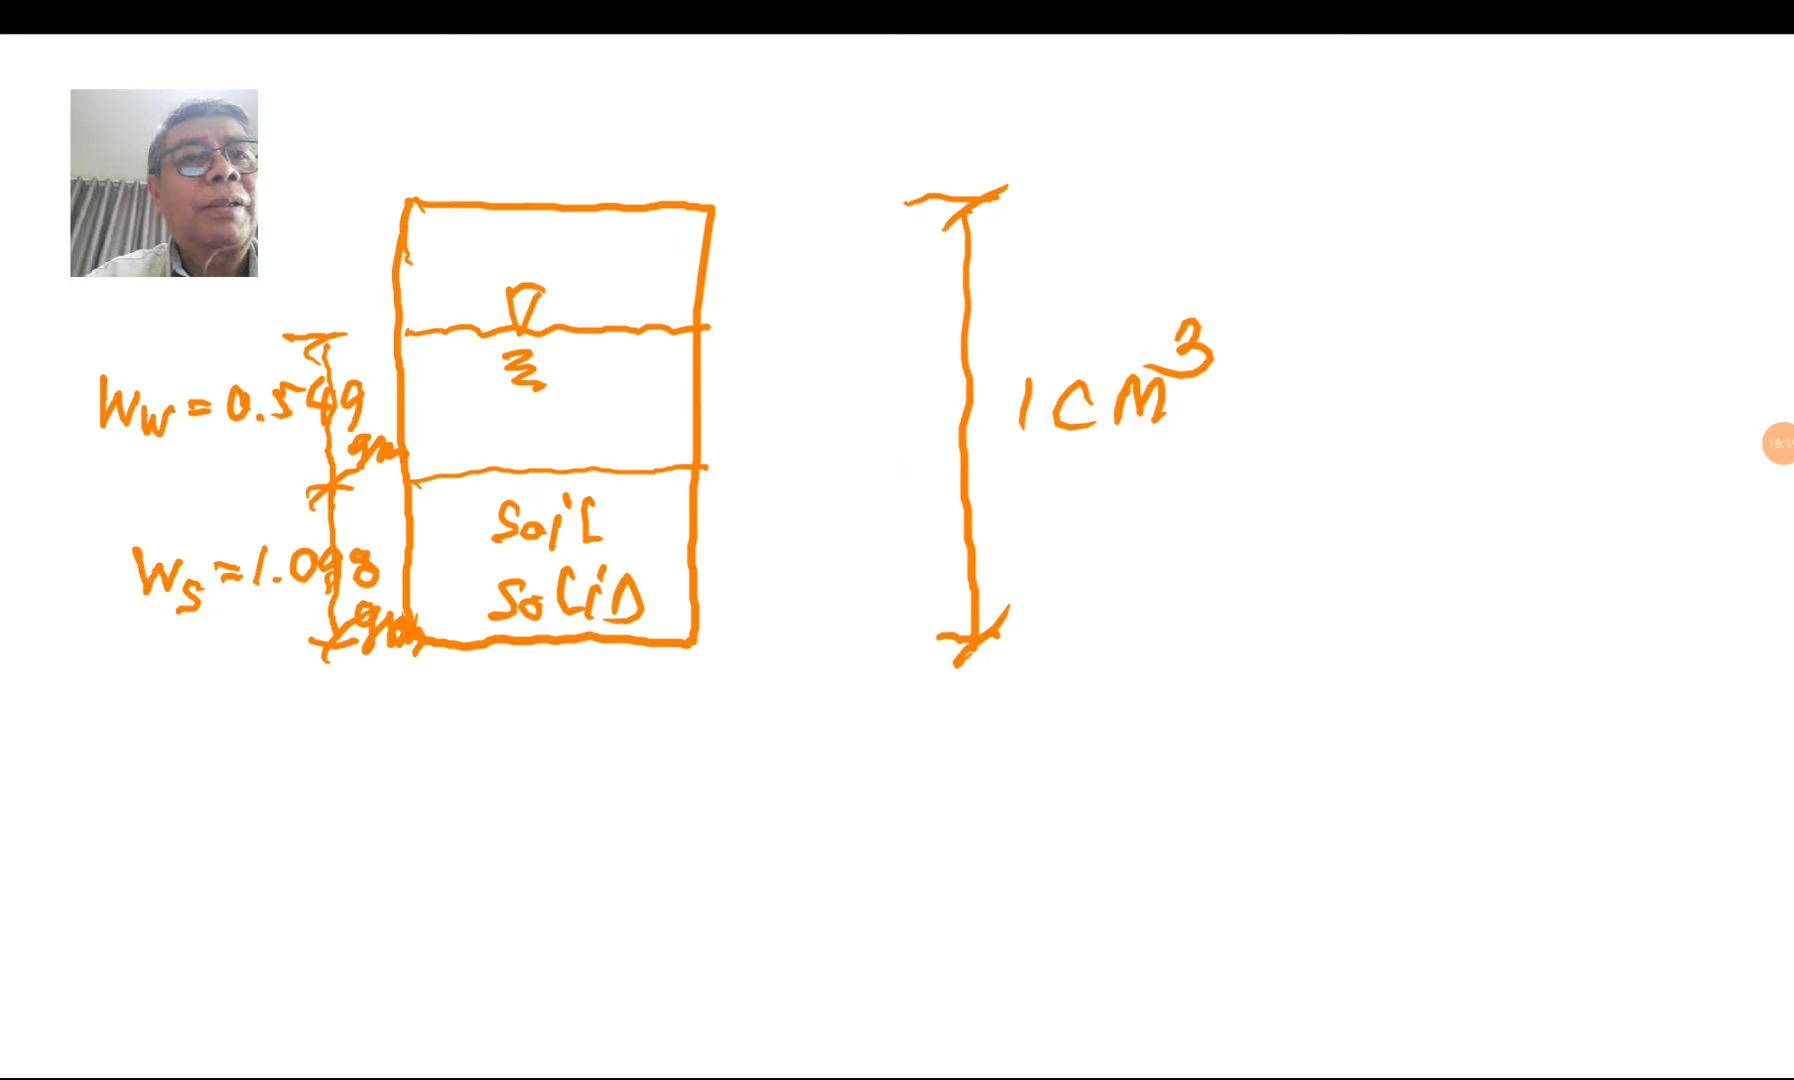 1 CM³
WW = 0.549
gm
SOIL
WS = 1.098
SOLID
gm